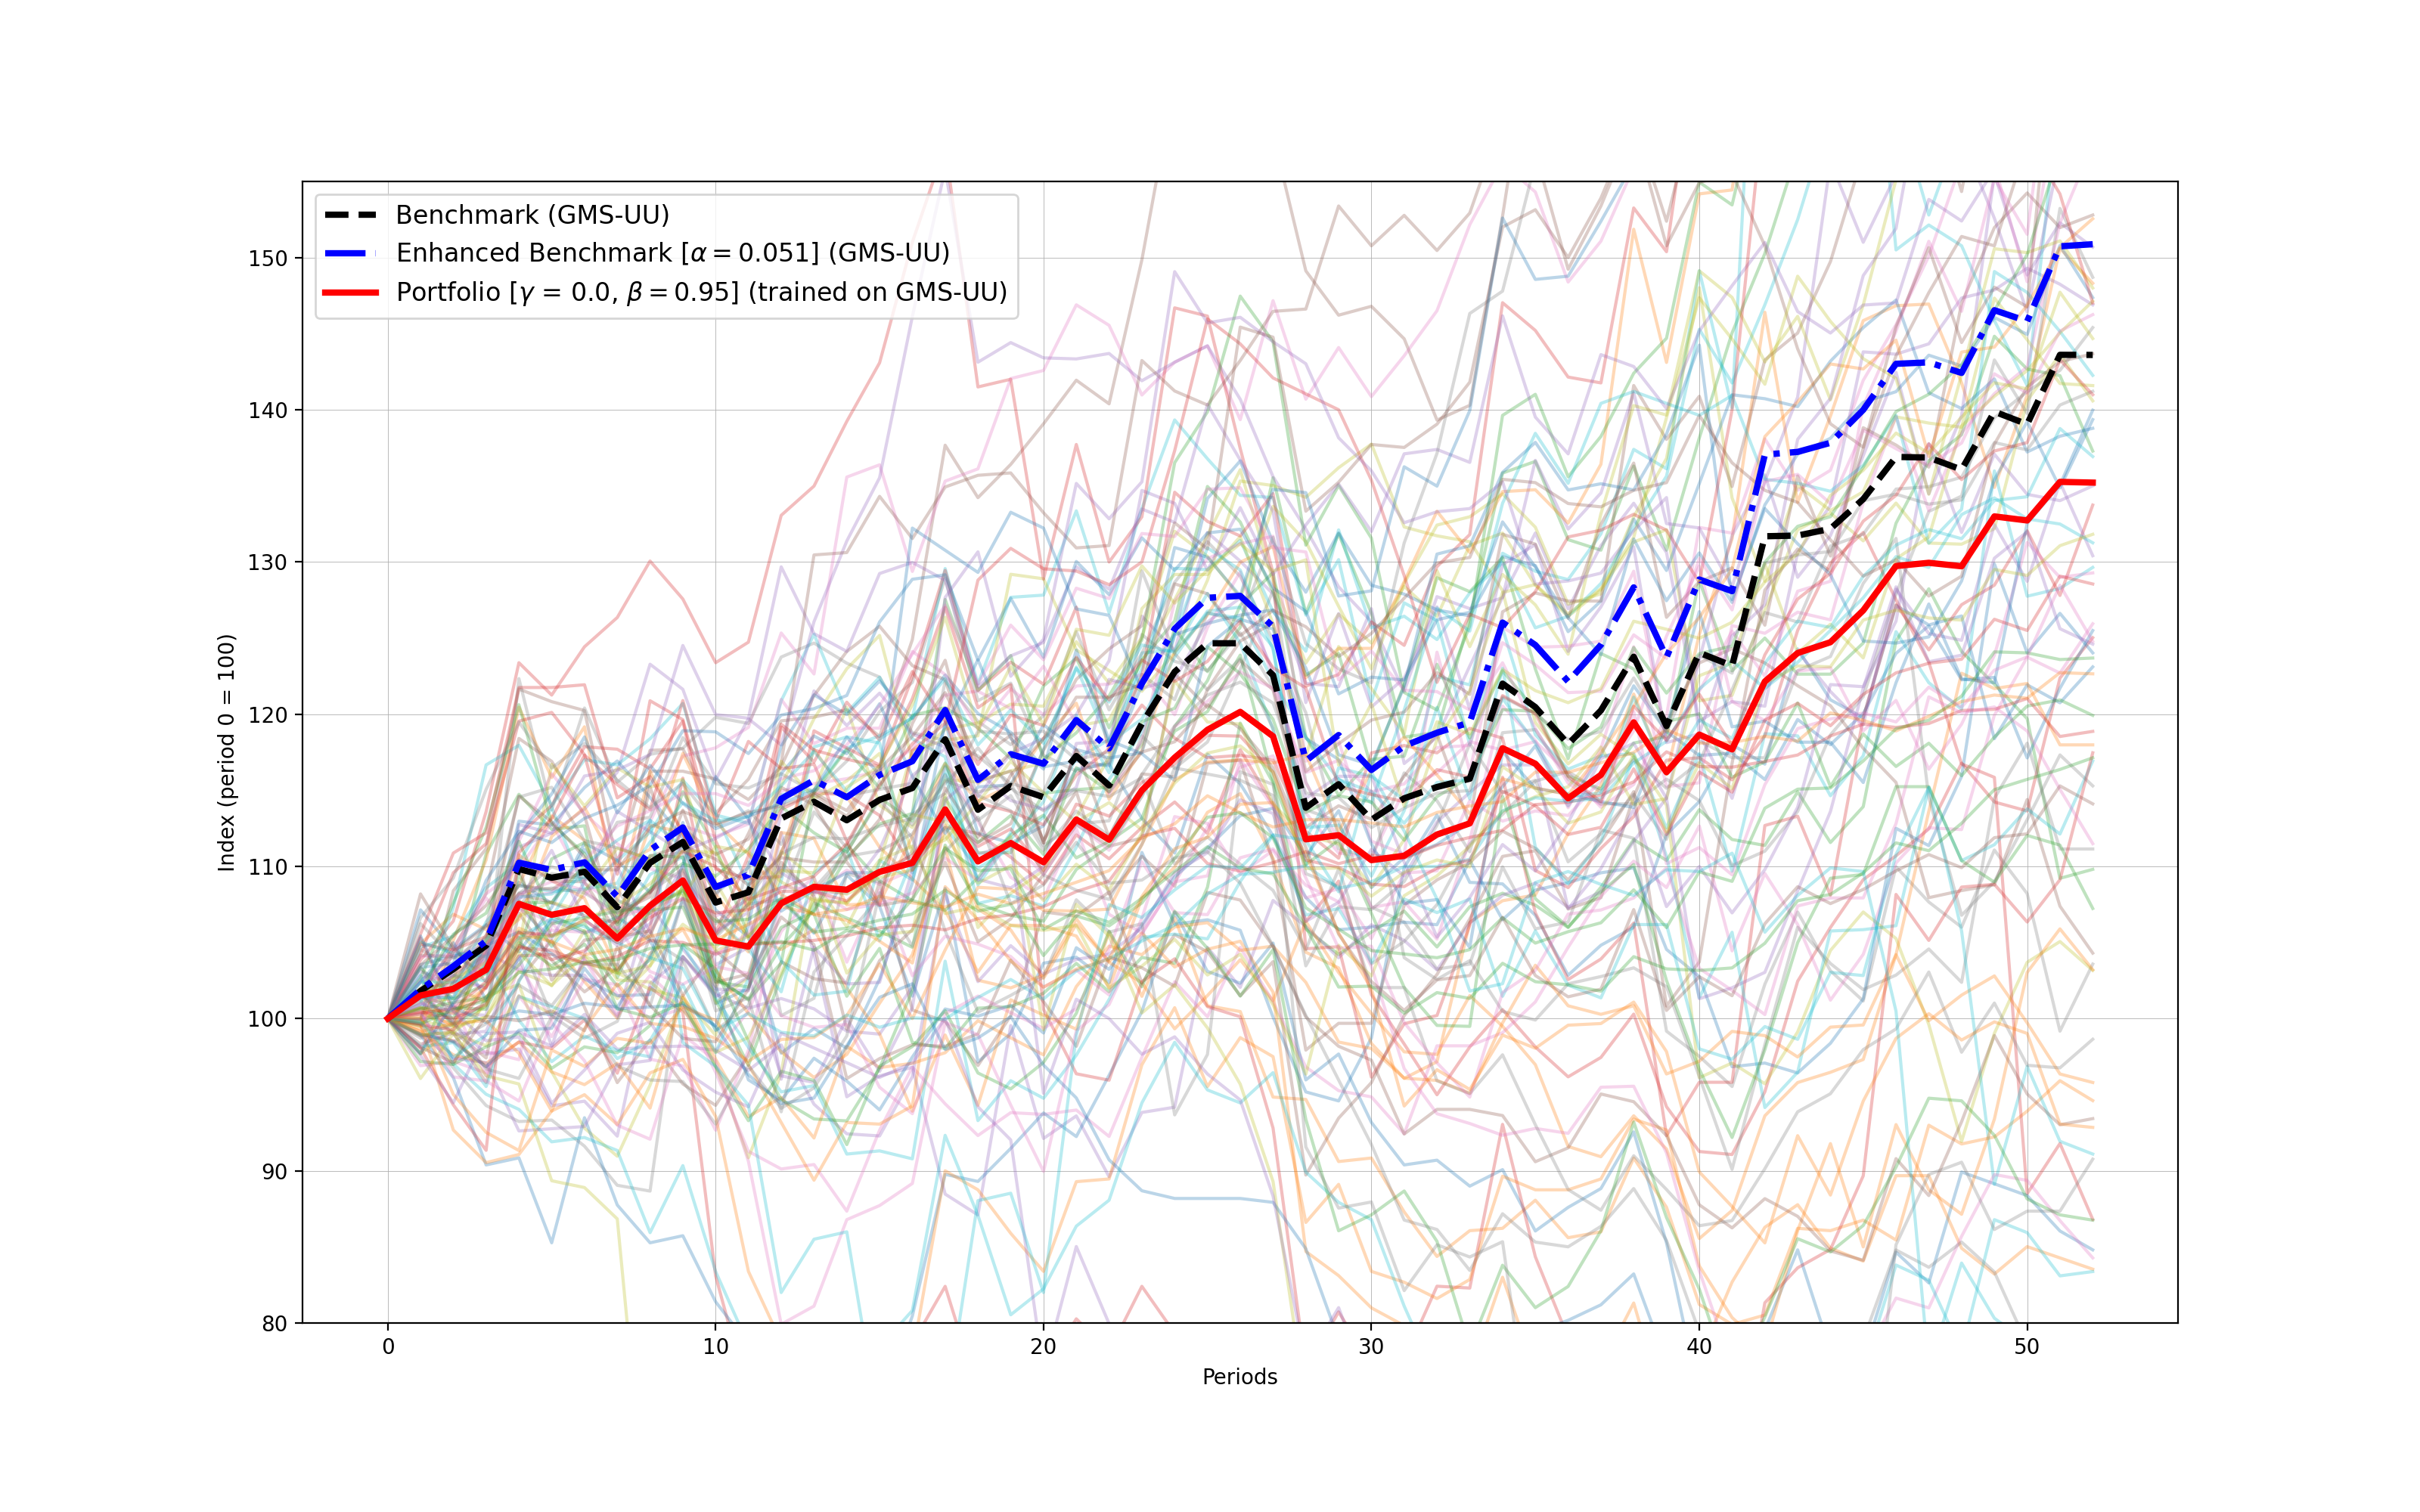 Benchmark (GMS-UU)
Enhanced Benchmark [α = 0.051] (GMS-UU)
Portfolio [γ = 0.0, β = 0.95] (trained on GMS-UU)
Index (period 0 = 100)
150
140
130
120
110
100
90
80
0 10 20 30 40 50
Periods